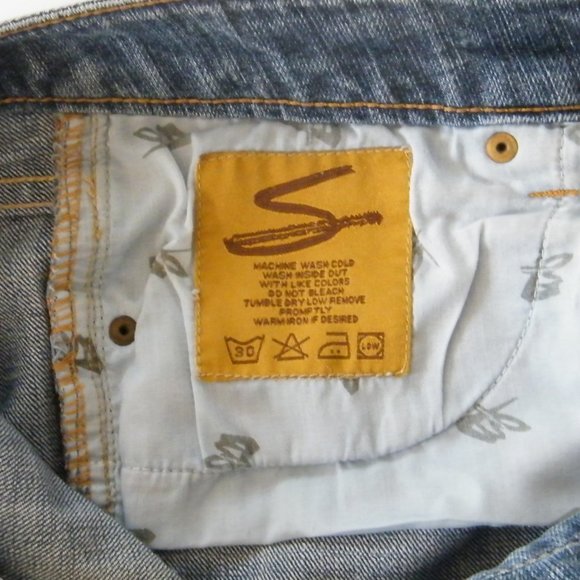 S
MACHINE WASH COLD
WASH INSIDE OUT
WITH LIKE COLORS
DO NOT BLEACH
TUMBLE DRY LOW REMOVE
PROMPTLY
WARM IRON IF DESIRED
30 LOW